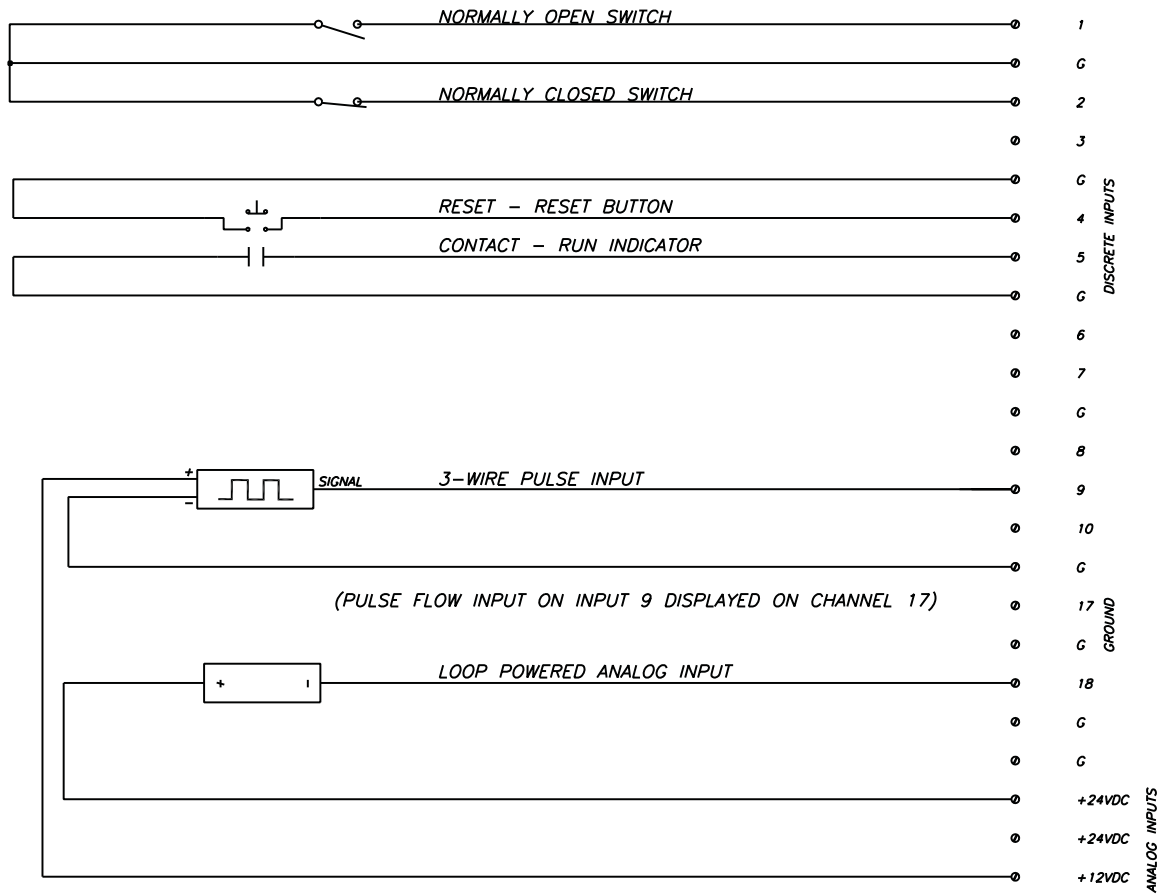 NORMALLY OPEN SWITCH 1
G
NORMALLY CLOSED SWITCH 2
3
G
RESET - RESET BUTTON 4
CONTACT - RUN INDICATOR 5
G
DISCRETE INPUTS
6
7
G
8
+
-
SIGNAL 3-WIRE PULSE INPUT 9
10
G
(PULSE FLOW INPUT ON INPUT 9 DISPLAYED ON CHANNEL 17) 17
G
GROUND
LOOP POWERED ANALOG INPUT
+ - 18
G
G
+24VDC
+24VDC
+12VDC
ANALOG INPUTS